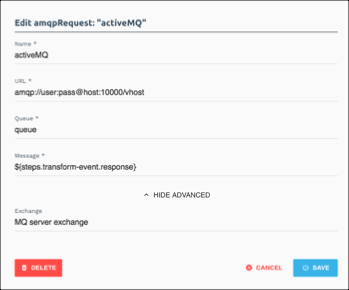 Edit amqpRequest: "activeMQ"
Name *
activeMQ
URL *
amqp://user:pass@host:10000/vhost
Queue *
queue
Message *
${steps.transform-event.response}
HIDE ADVANCED
Exchange
MQ server exchange
DELETE
CANCEL
SAVE